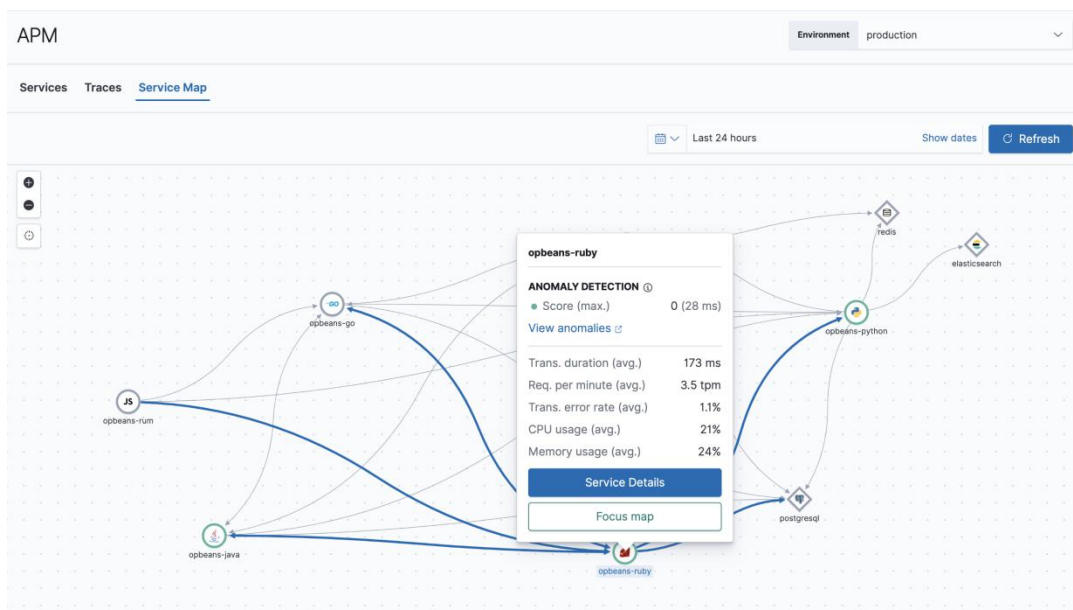 APM
Environment production
Services Traces Service Map
Last 24 hours Show dates Refresh
redis
elasticsearch
opbeans-ruby
ANOMALY DETECTION
Score (max.) 0 (28 ms)
View anomalies
GO
opbeans-go
opbeans-python
Trans. duration (avg.) 173 ms
Req. per minute (avg.) 3.5 tpm
Trans. error rate (avg.) 1.1%
CPU usage (avg.) 21%
Memory usage (avg.) 24%
JS
opbeans-rum
Service Details
Focus map
postgresql
opbeans-java
opbeans-ruby